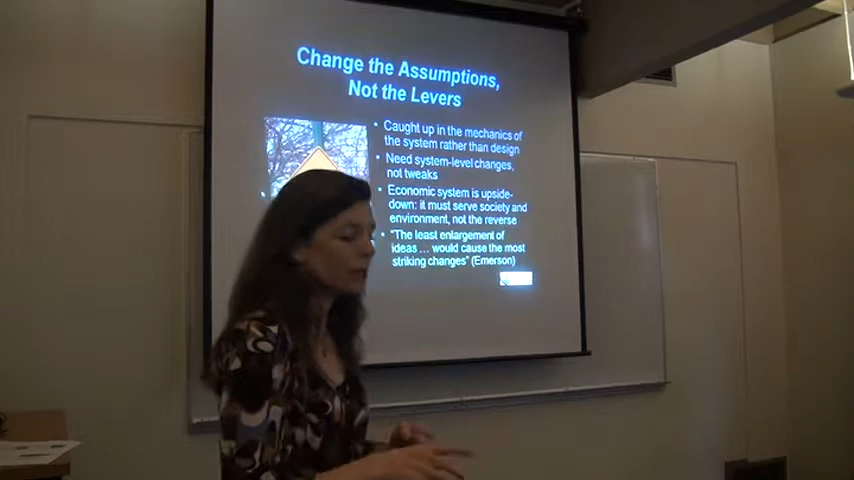 Change the Assumptions,
Not the Levers
• Caught up in the mechanics of
the system rather than design
• Need system-level changes,
not tweaks
• Economic system is upside-
down: it must serve society and
environment, not the reverse
• "The least enlargement of
ideas ... would cause the most
striking changes" (Emerson)